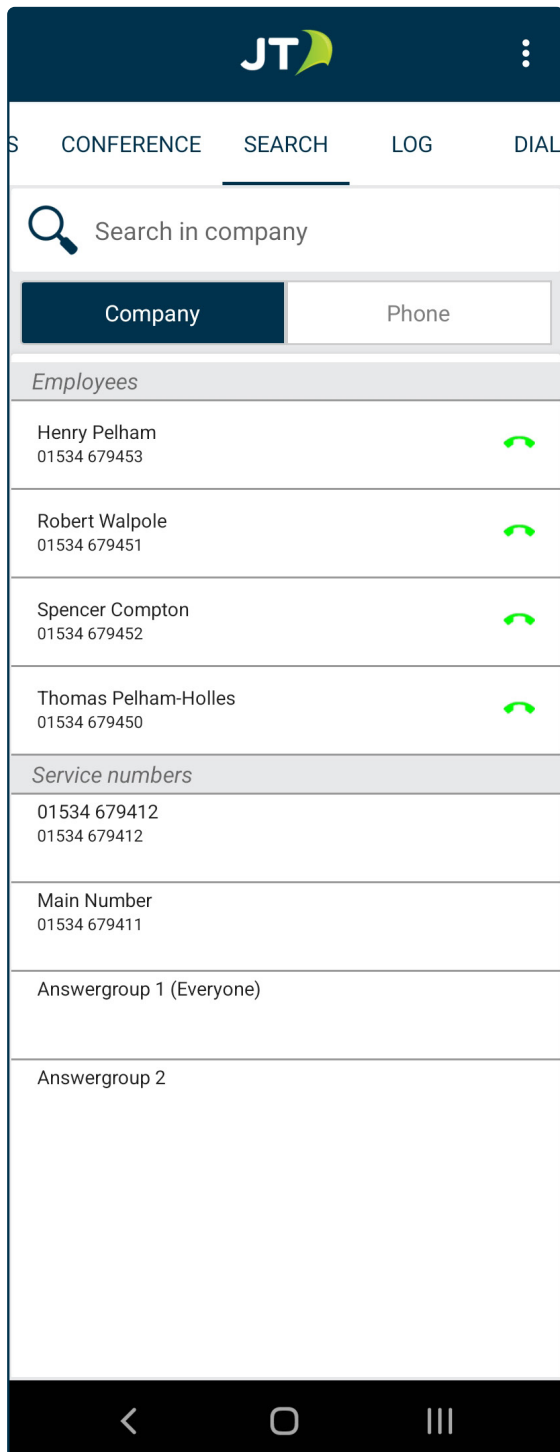 JT
S CONFERENCE SEARCH LOG DIAL
Search in company
Company Phone
Employees
Henry Pelham
01534 679453
Robert Walpole
01534 679451
Spencer Compton
01534 679452
Thomas Pelham-Holles
01534 679450
Service numbers
01534 679412
01534 679412
Main Number
01534 679411
Answergroup 1 (Everyone)
Answergroup 2